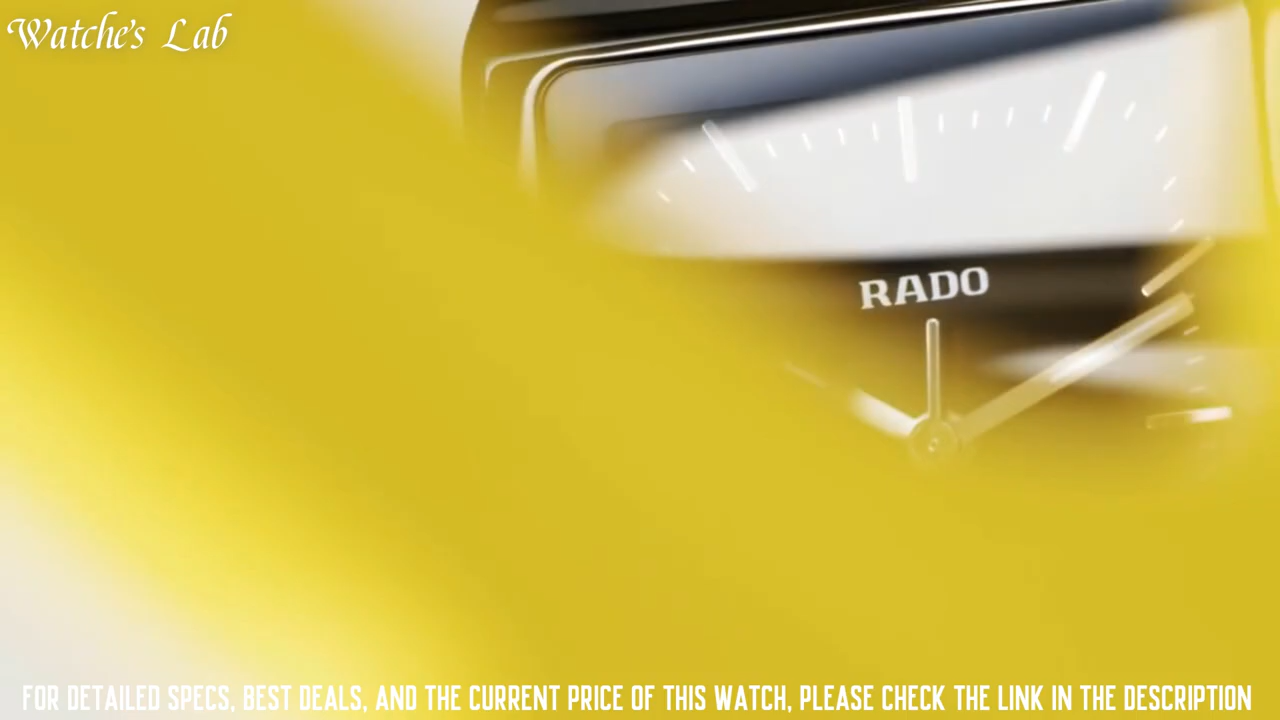 Watche's Lab
RADO
FOR DETAILED SPECS, BEST DEALS, AND THE CURRENT PRICE OF THIS WATCH, PLEASE CHECK THE LINK IN THE DESCRIPTION